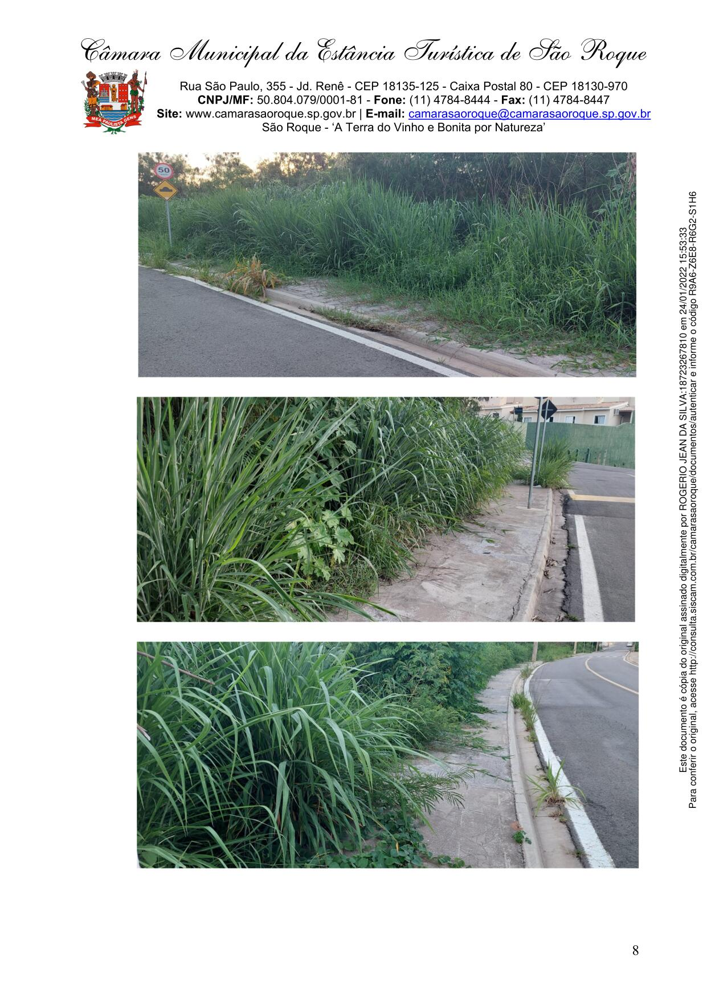 Câmara Municipal da Estância Turística de São Roque
Rua São Paulo, 355 - Jd. Renê - CEP 18135-125 - Caixa Postal 80 - CEP 18130-970
CNPJ/MF: 50.804.079/0001-81 - Fone: (11) 4784-8444 - Fax: (11) 4784-8447
Site: www.camarasaoroque.sp.gov.br | E-mail: camarasaoroque@camarasaoroque.sp.gov.br
São Roque - ‘A Terra do Vinho e Bonita por Natureza’
MEA PAULISTA GENS
50
Este documento é cópia do original assinado digitalmente por ROGERIO JEAN DA SILVA:18723267810 em 24/01/2022 15:53:33
Para conferir o original, acesse http://consulta.siscam.com.br/camarasaoroque/documentos/autenticar e informe o código R9A6-Z6E8-R6G2-S1H6
8